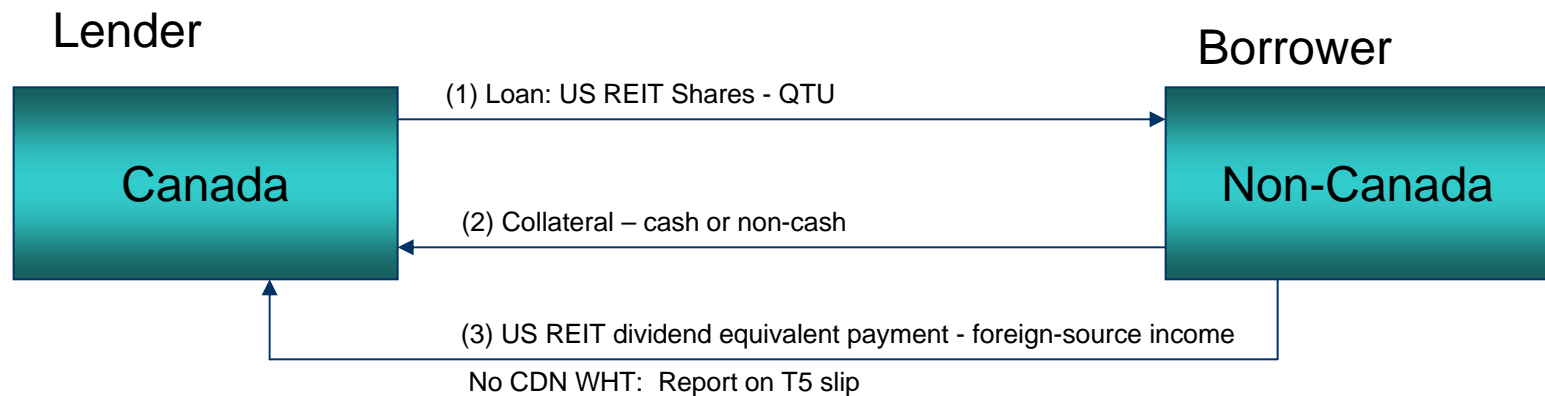 Lender
Borrower
(1) Loan: US REIT Shares - QTU
Canada
Non-Canada
(2) Collateral – cash or non-cash
(3) US REIT dividend equivalent payment - foreign-source income
No CDN WHT:  Report on T5 slip